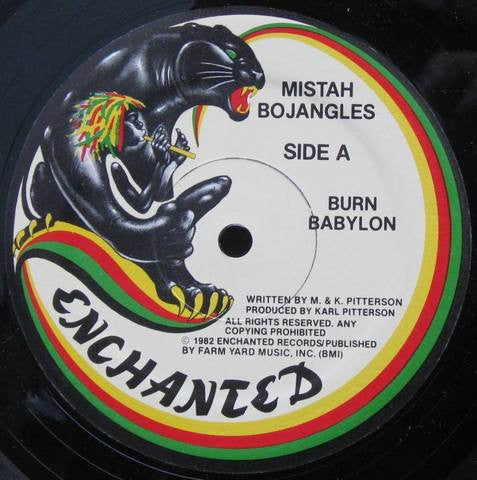 MISTAH
BOJANGLES
SIDE A
BURN
BABYLON
WRITTEN BY M. & K. PITTERSON
PRODUCED BY KARL PITTERSON
ALL RIGHTS RESERVED. ANY
COPYING PROHIBITED
© 1982 ENCHANTED RECORDS/PUBLISHED
BY FARM YARD MUSIC, INC. (BMI)
ENCHANTED